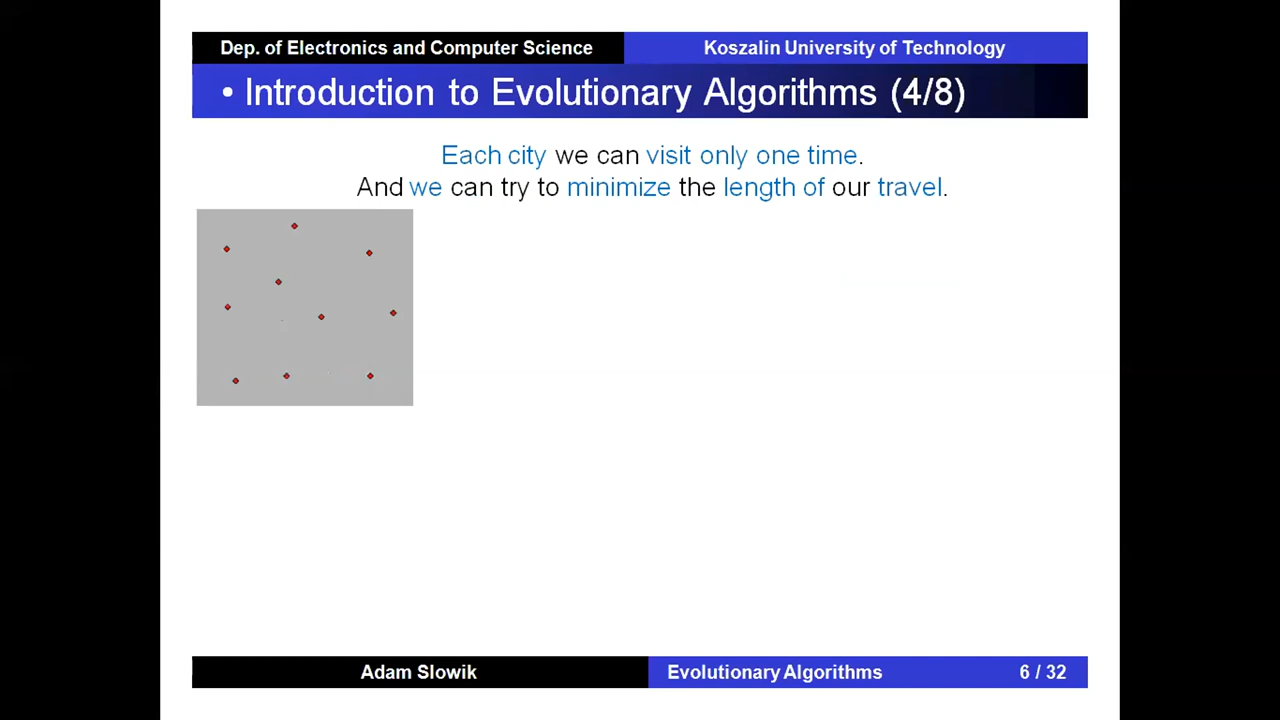 Dep. of Electronics and Computer Science
Koszalin University of Technology
• Introduction to Evolutionary Algorithms (4/8)
Each city we can visit only one time.
And we can try to minimize the length of our travel.
Adam Slowik
Evolutionary Algorithms
6 / 32